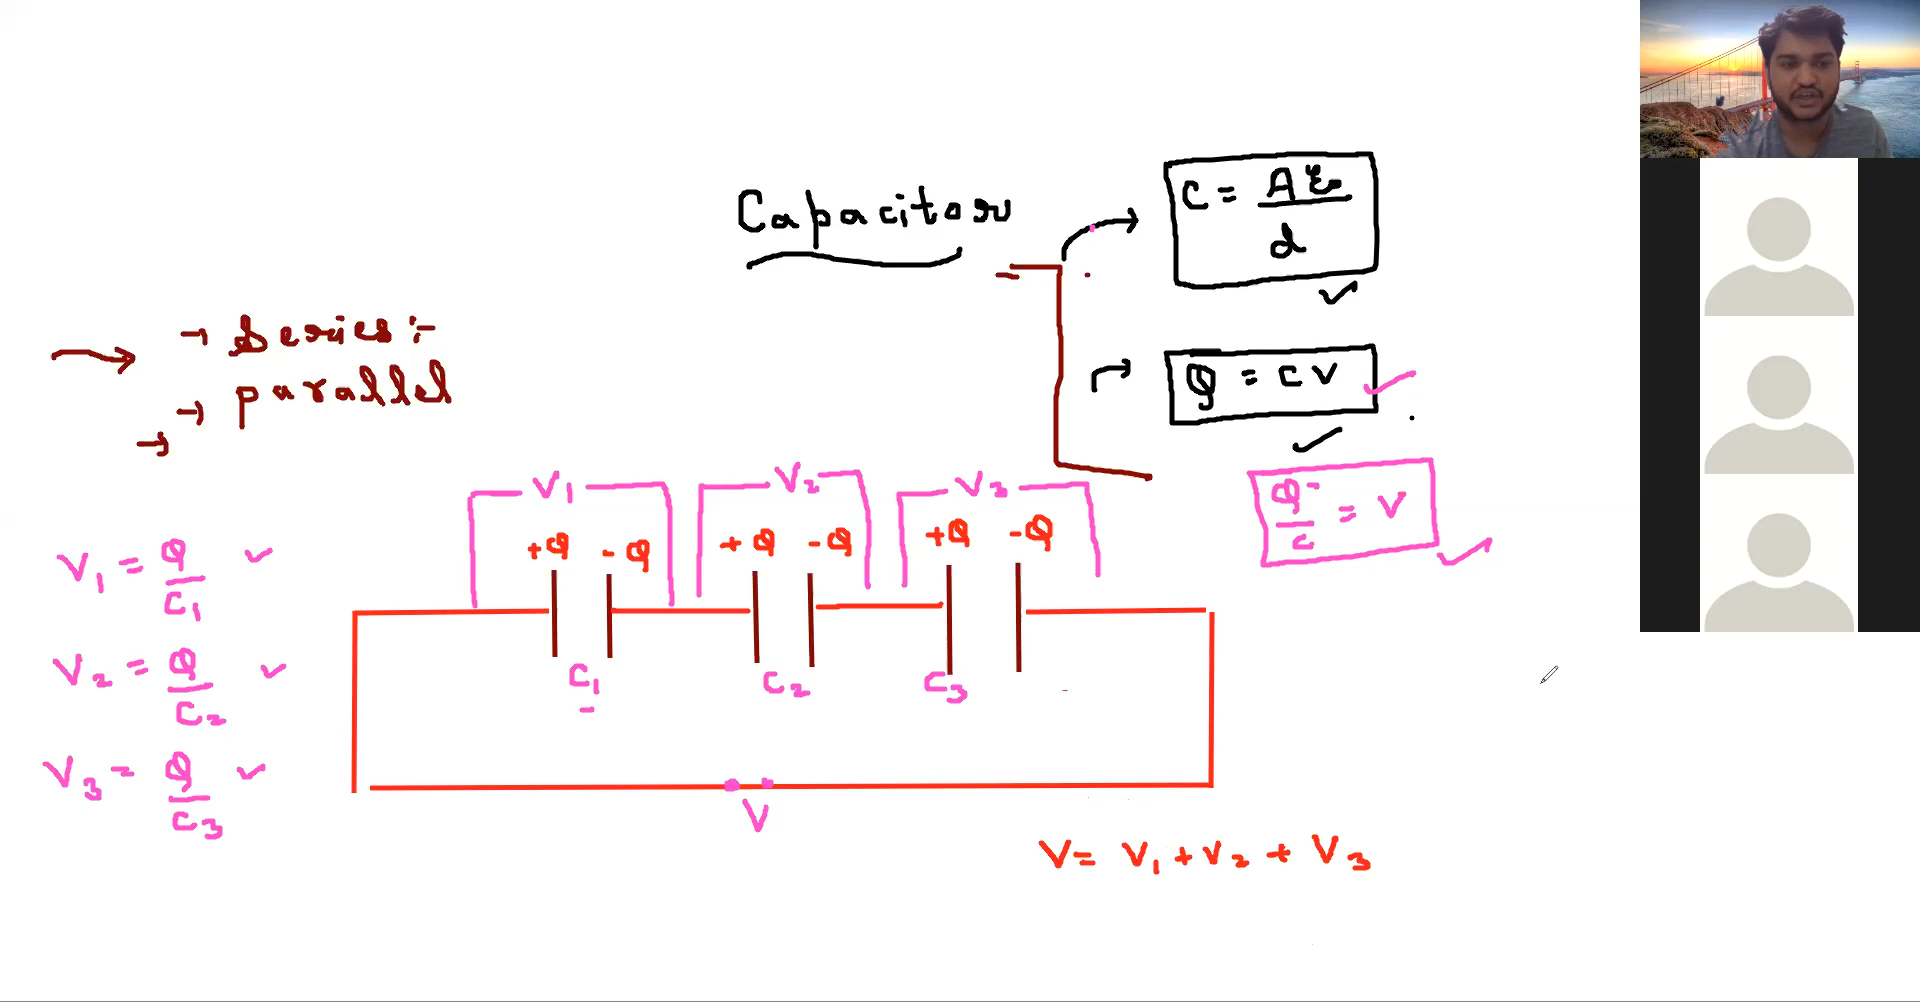 Capacitor
C = Aε₀ / d
→ Series :-
→ parallel
Q = CV
Q / C = V
V₁ V₂ V₃
+Q -Q +Q -Q +Q -Q
C₁ C₂ C₃
V₁ = Q / C₁
V₂ = Q / C₂
V₃ = Q / C₃
V
V = V₁ + V₂ + V₃